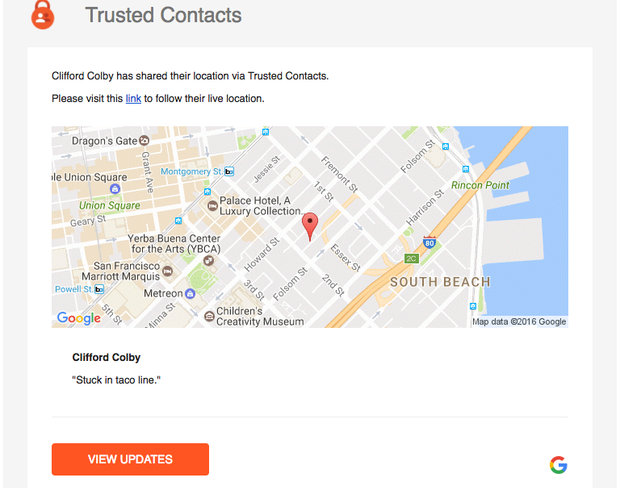 Trusted Contacts
Clifford Colby has shared their location via Trusted Contacts.
Please visit this link to follow their live location.
Dragon's Gate
Grant Ave
le Union Square
Union Square
Geary St
Montgomery St.
Jessie St
Fremont St
1st St
Folsom St
Rincon Point
Palace Hotel, A
Luxury Collection...
Harrison St
Yerba Buena Center
for the Arts (YBCA)
Howard St
Essex St
80
2C
San Francisco
Marriott Marquis
SOUTH BEACH
Powell St.
Metreon
3rd St
Folsom St
2nd St
5th St
Minna St
Children's
Creativity Museum
Google
Map data ©2016 Google
Clifford Colby
"Stuck in taco line."
VIEW UPDATES
G